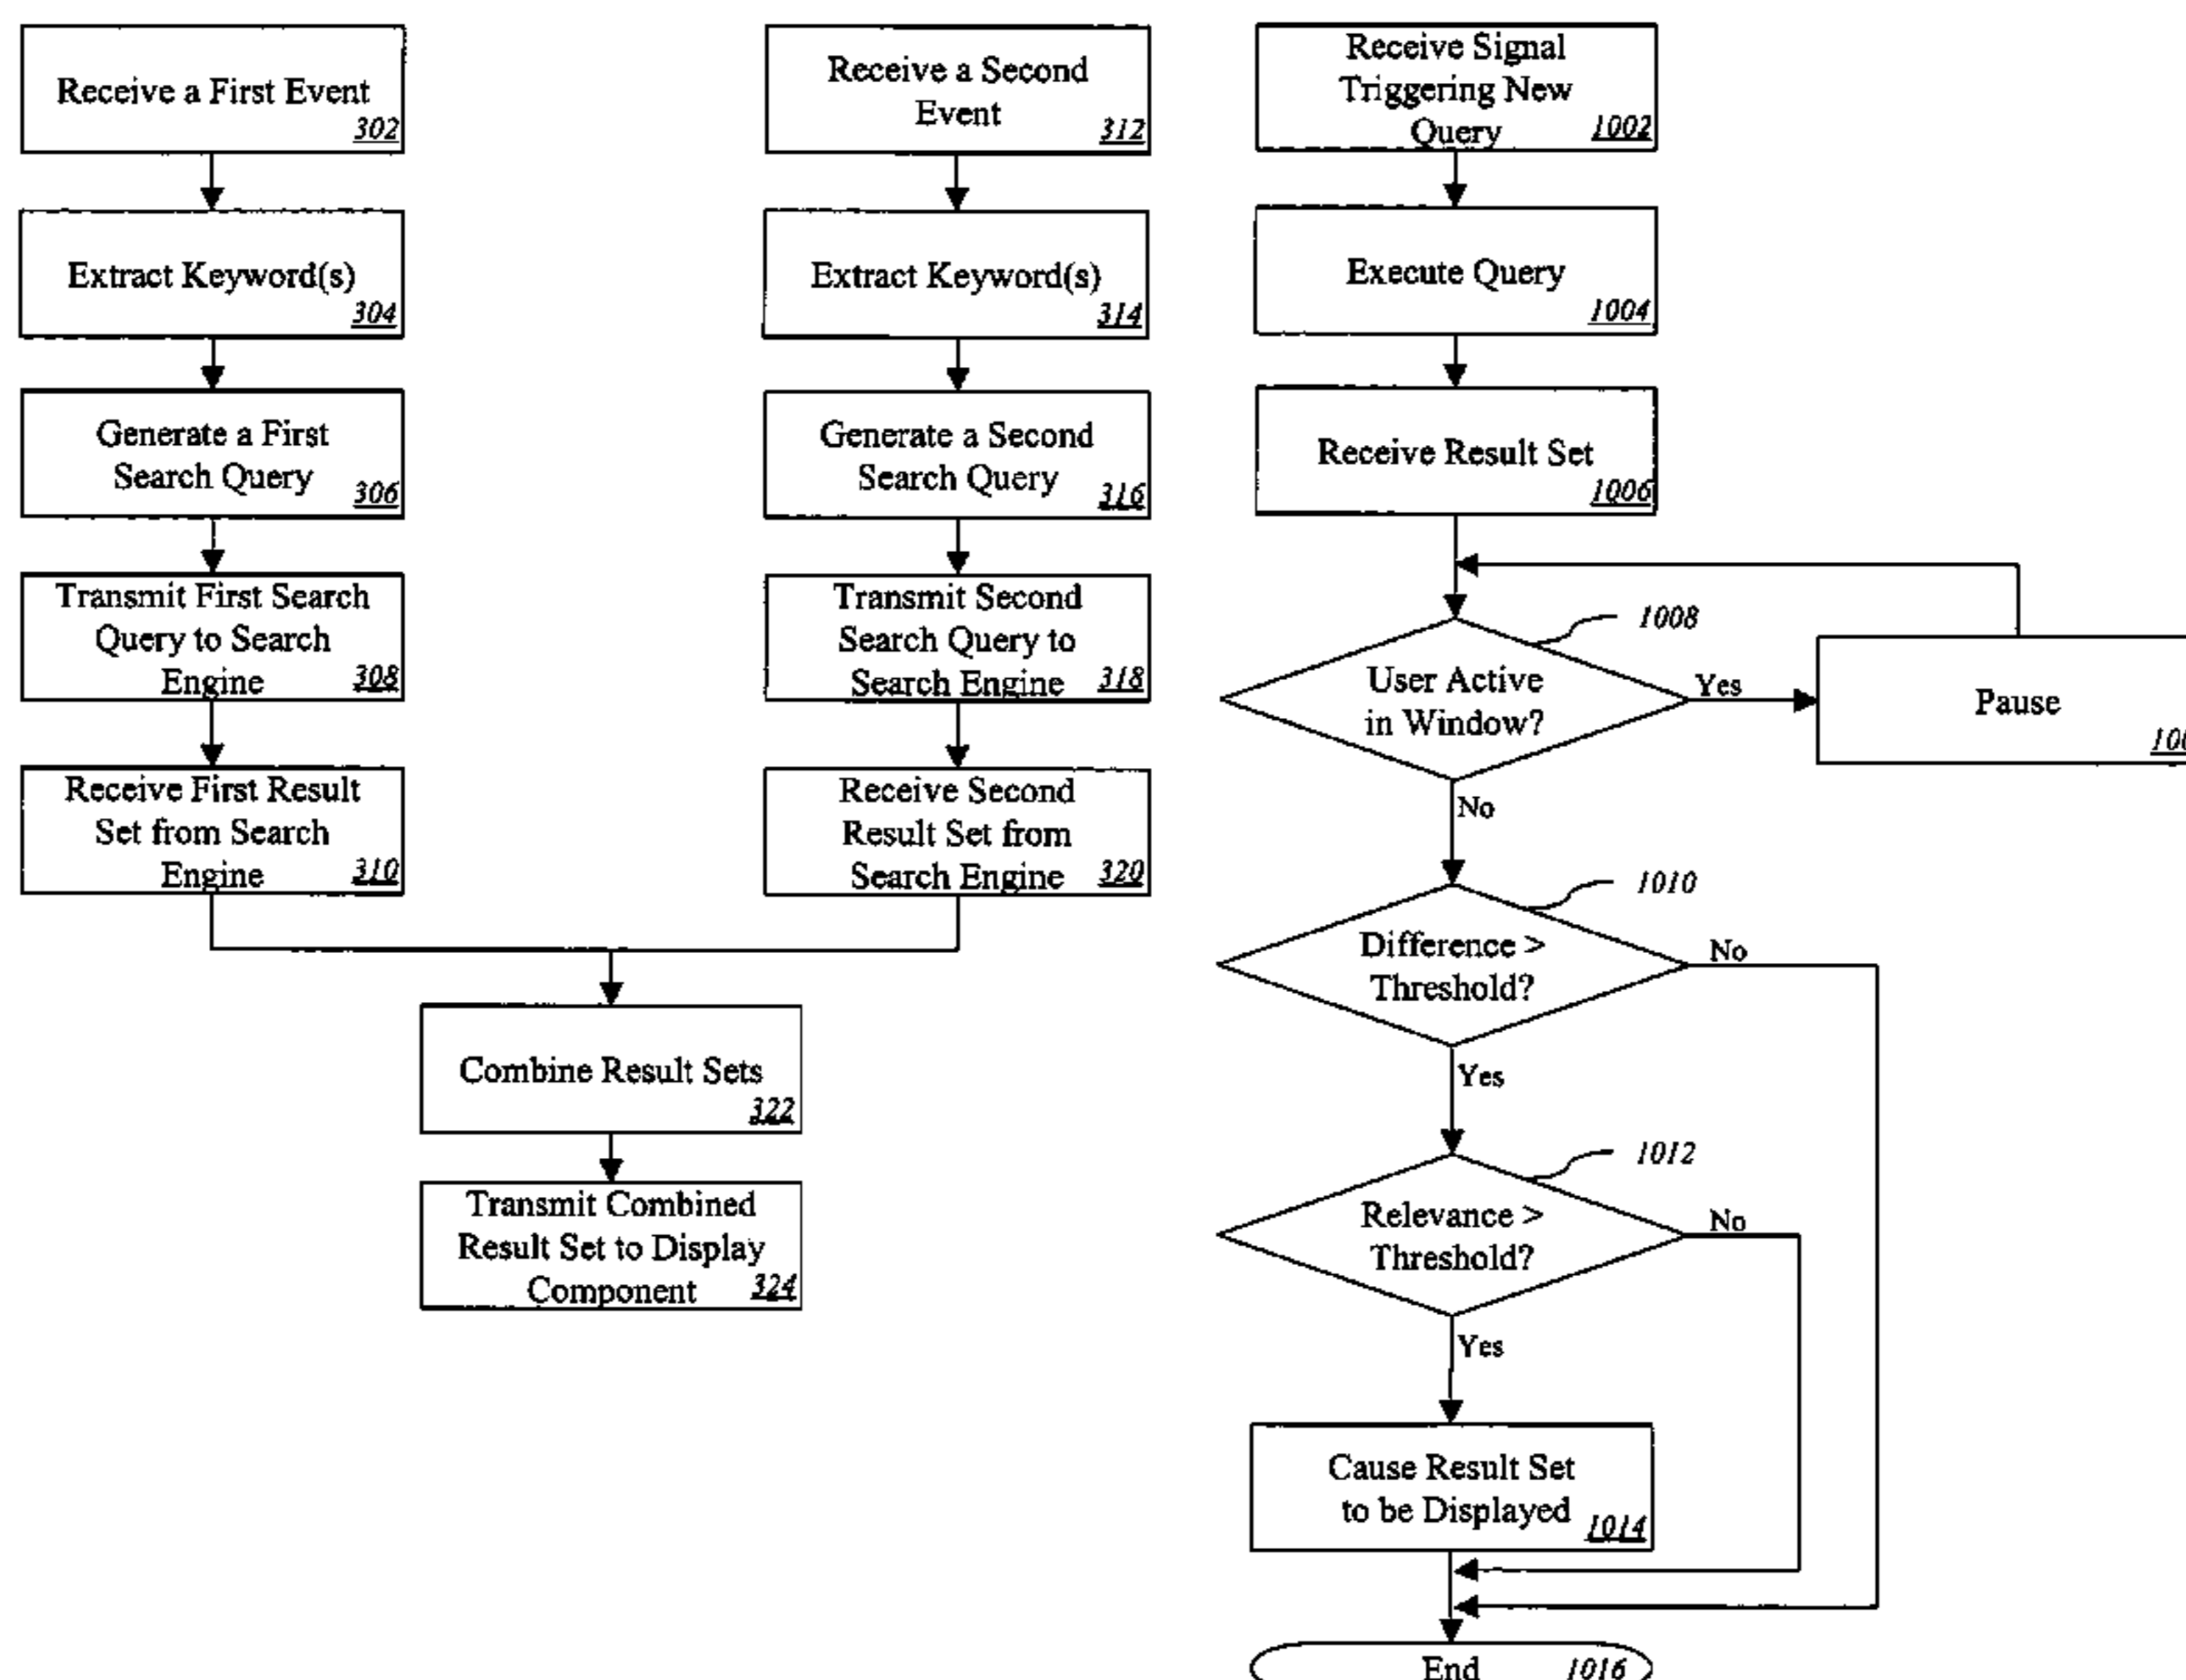 Receive a First Event
302
Extract Keyword(s)
304
Generate a First
Search Query
306
Transmit First Search
Query to Search
Engine
308
Receive First Result
Set from Search
Engine
310
Receive a Second
Event
312
Extract Keyword(s)
314
Generate a Second
Search Query
316
Transmit Second
Search Query to
Search Engine
318
Receive Second
Result Set from
Search Engine
320
Combine Result Sets
322
Transmit Combined
Result Set to Display
Component
324
Receive Signal
Triggering New
Query
1002
Execute Query
1004
Receive Result Set
1006
1008
User Active
in Window?
Yes
Pause
No
1010
Difference >
Threshold?
No
Yes
1012
Relevance >
Threshold?
No
Yes
Cause Result Set
to be Displayed
1014
End
1016